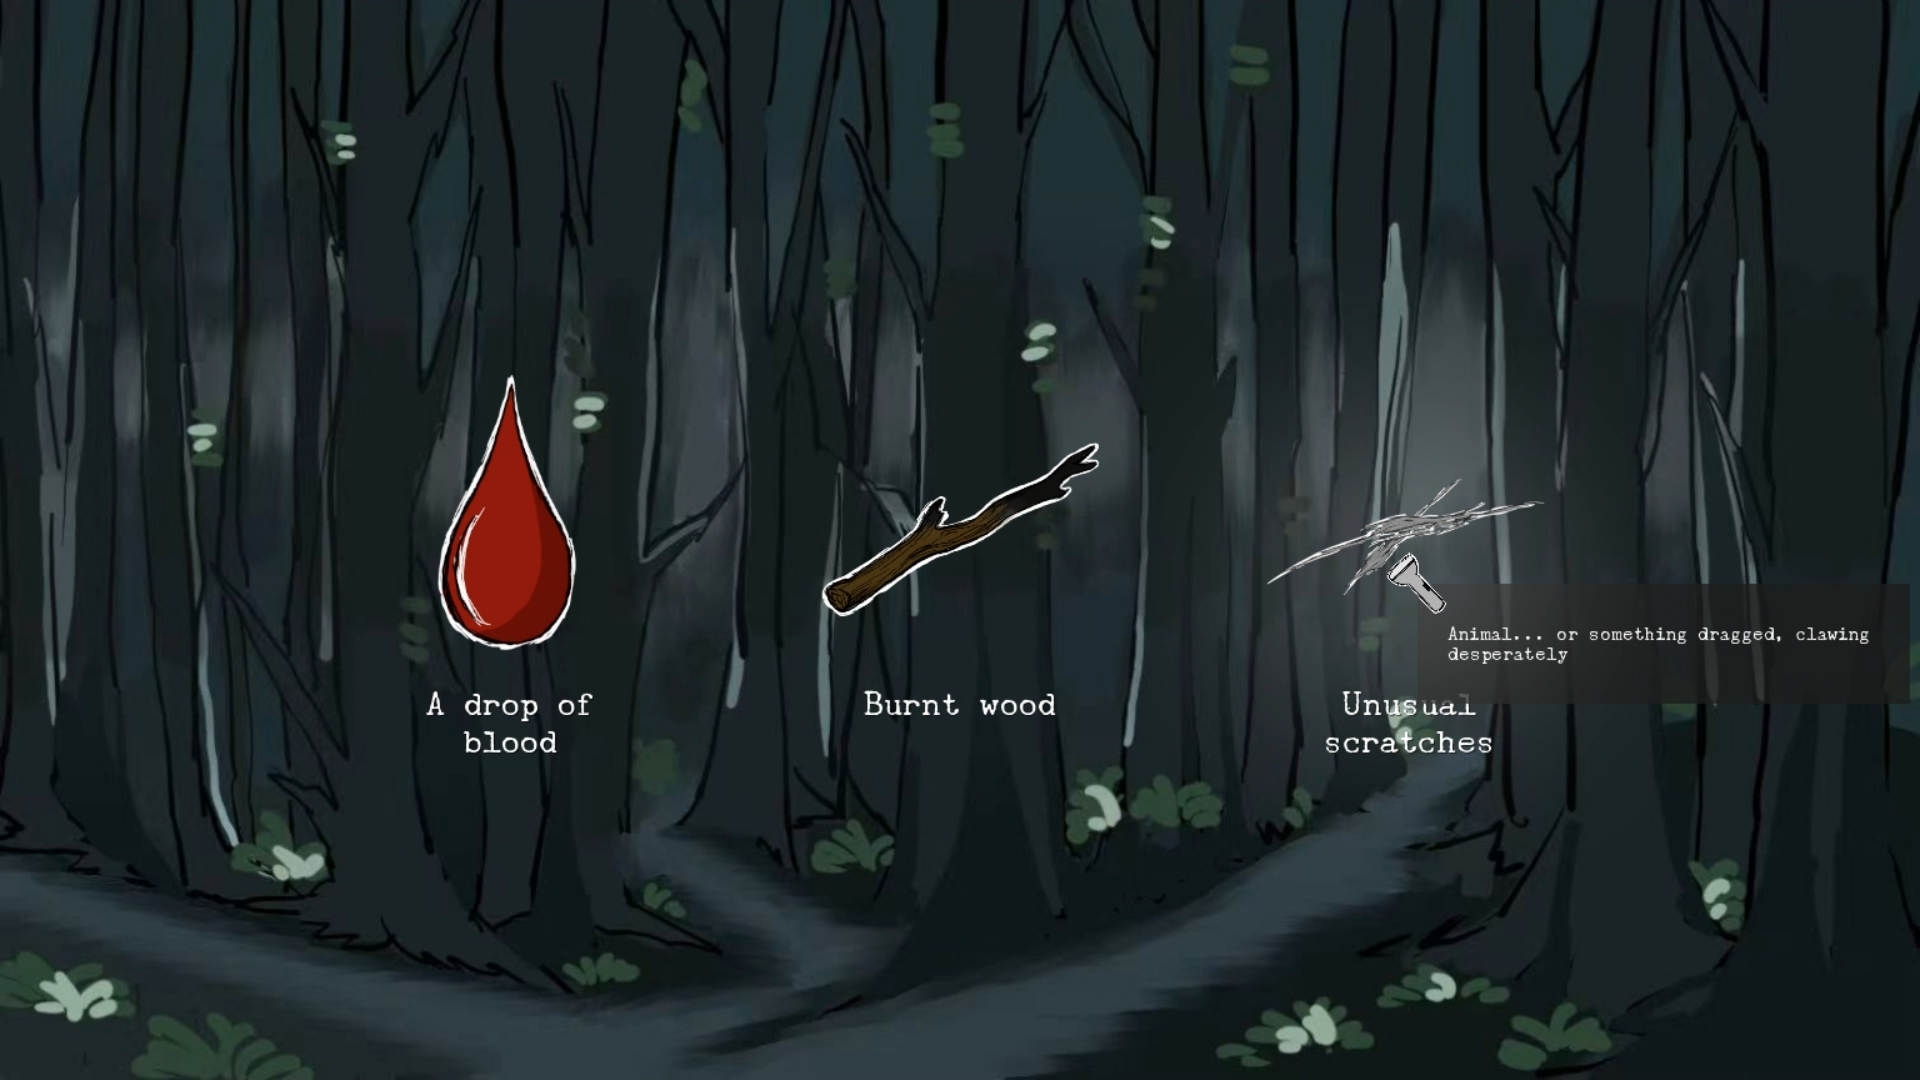 A drop of
blood
Burnt wood
Unusual
scratches
Animal... or something dragged, clawing
desperately